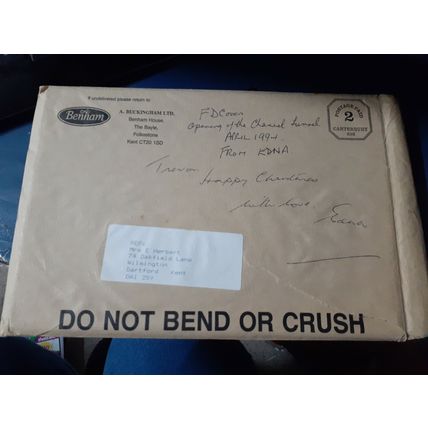 If undelivered please return to
Benham
A. BUCKINGHAM LTD.
Benham House,
The Bayle,
Folkestone
Kent CT20 1SD
FDCover
opening of the Channel Tunnel
April 1994
FROM EDNA
POSTAGE PAID
2
CANTERBURY
Trevor
Happy Christmas
with love,
Edna
Mrs E Herbert
74 Oakfield Lane
Wilmington
Dartford Kent
DO NOT BEND OR CRUSH